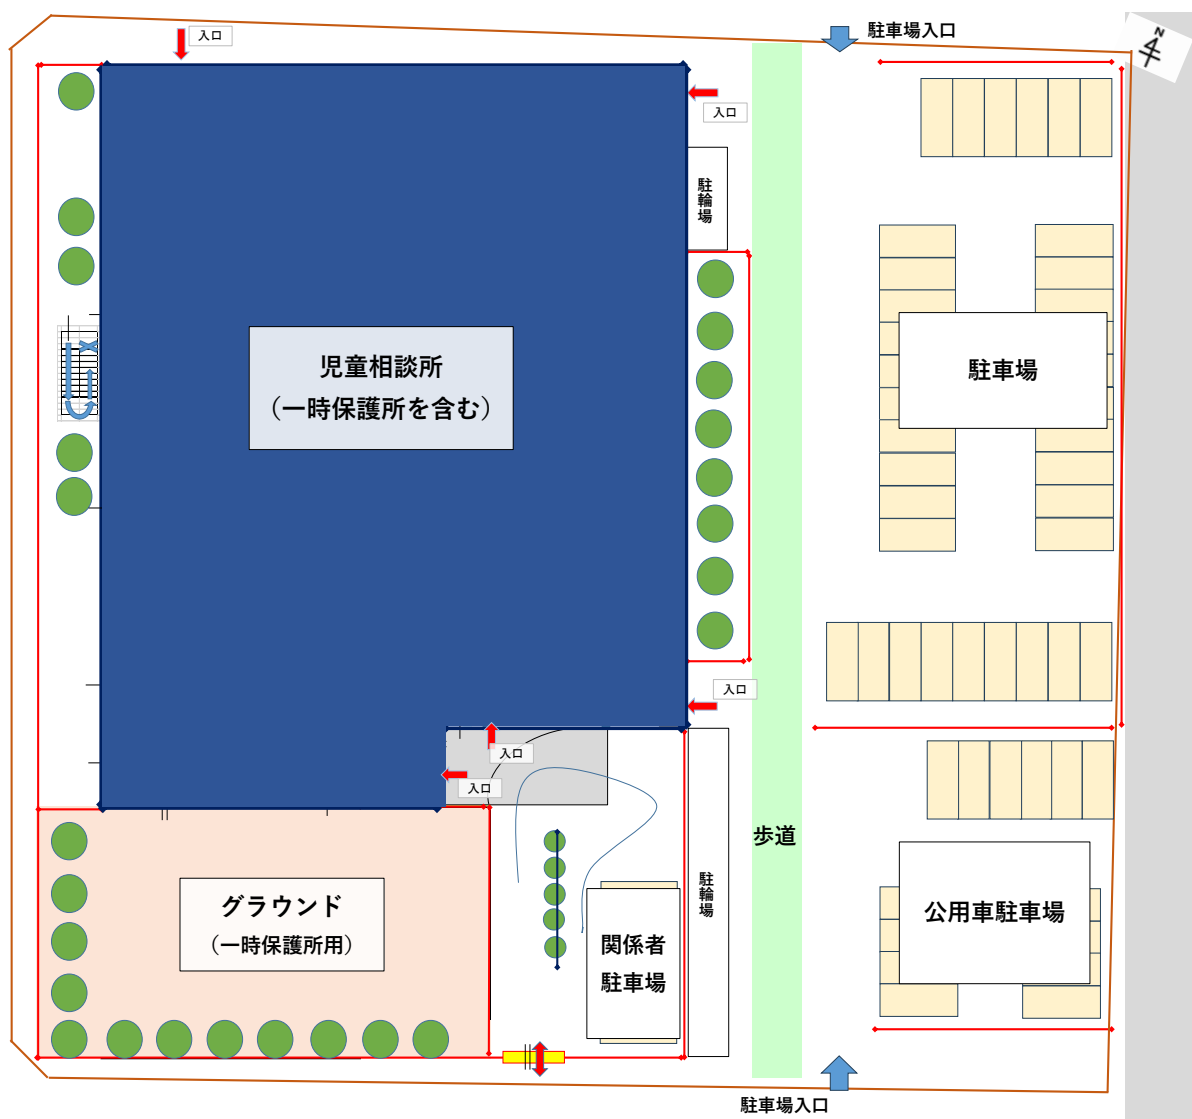 入口
駐車場入口
N
入口
駐輪場
児童相談所
（一時保護所を含む）
駐車場
入口
入口
入口
歩道
駐輪場
グラウンド
（一時保護所用）
関係者
駐車場
公用車駐車場
駐車場入口